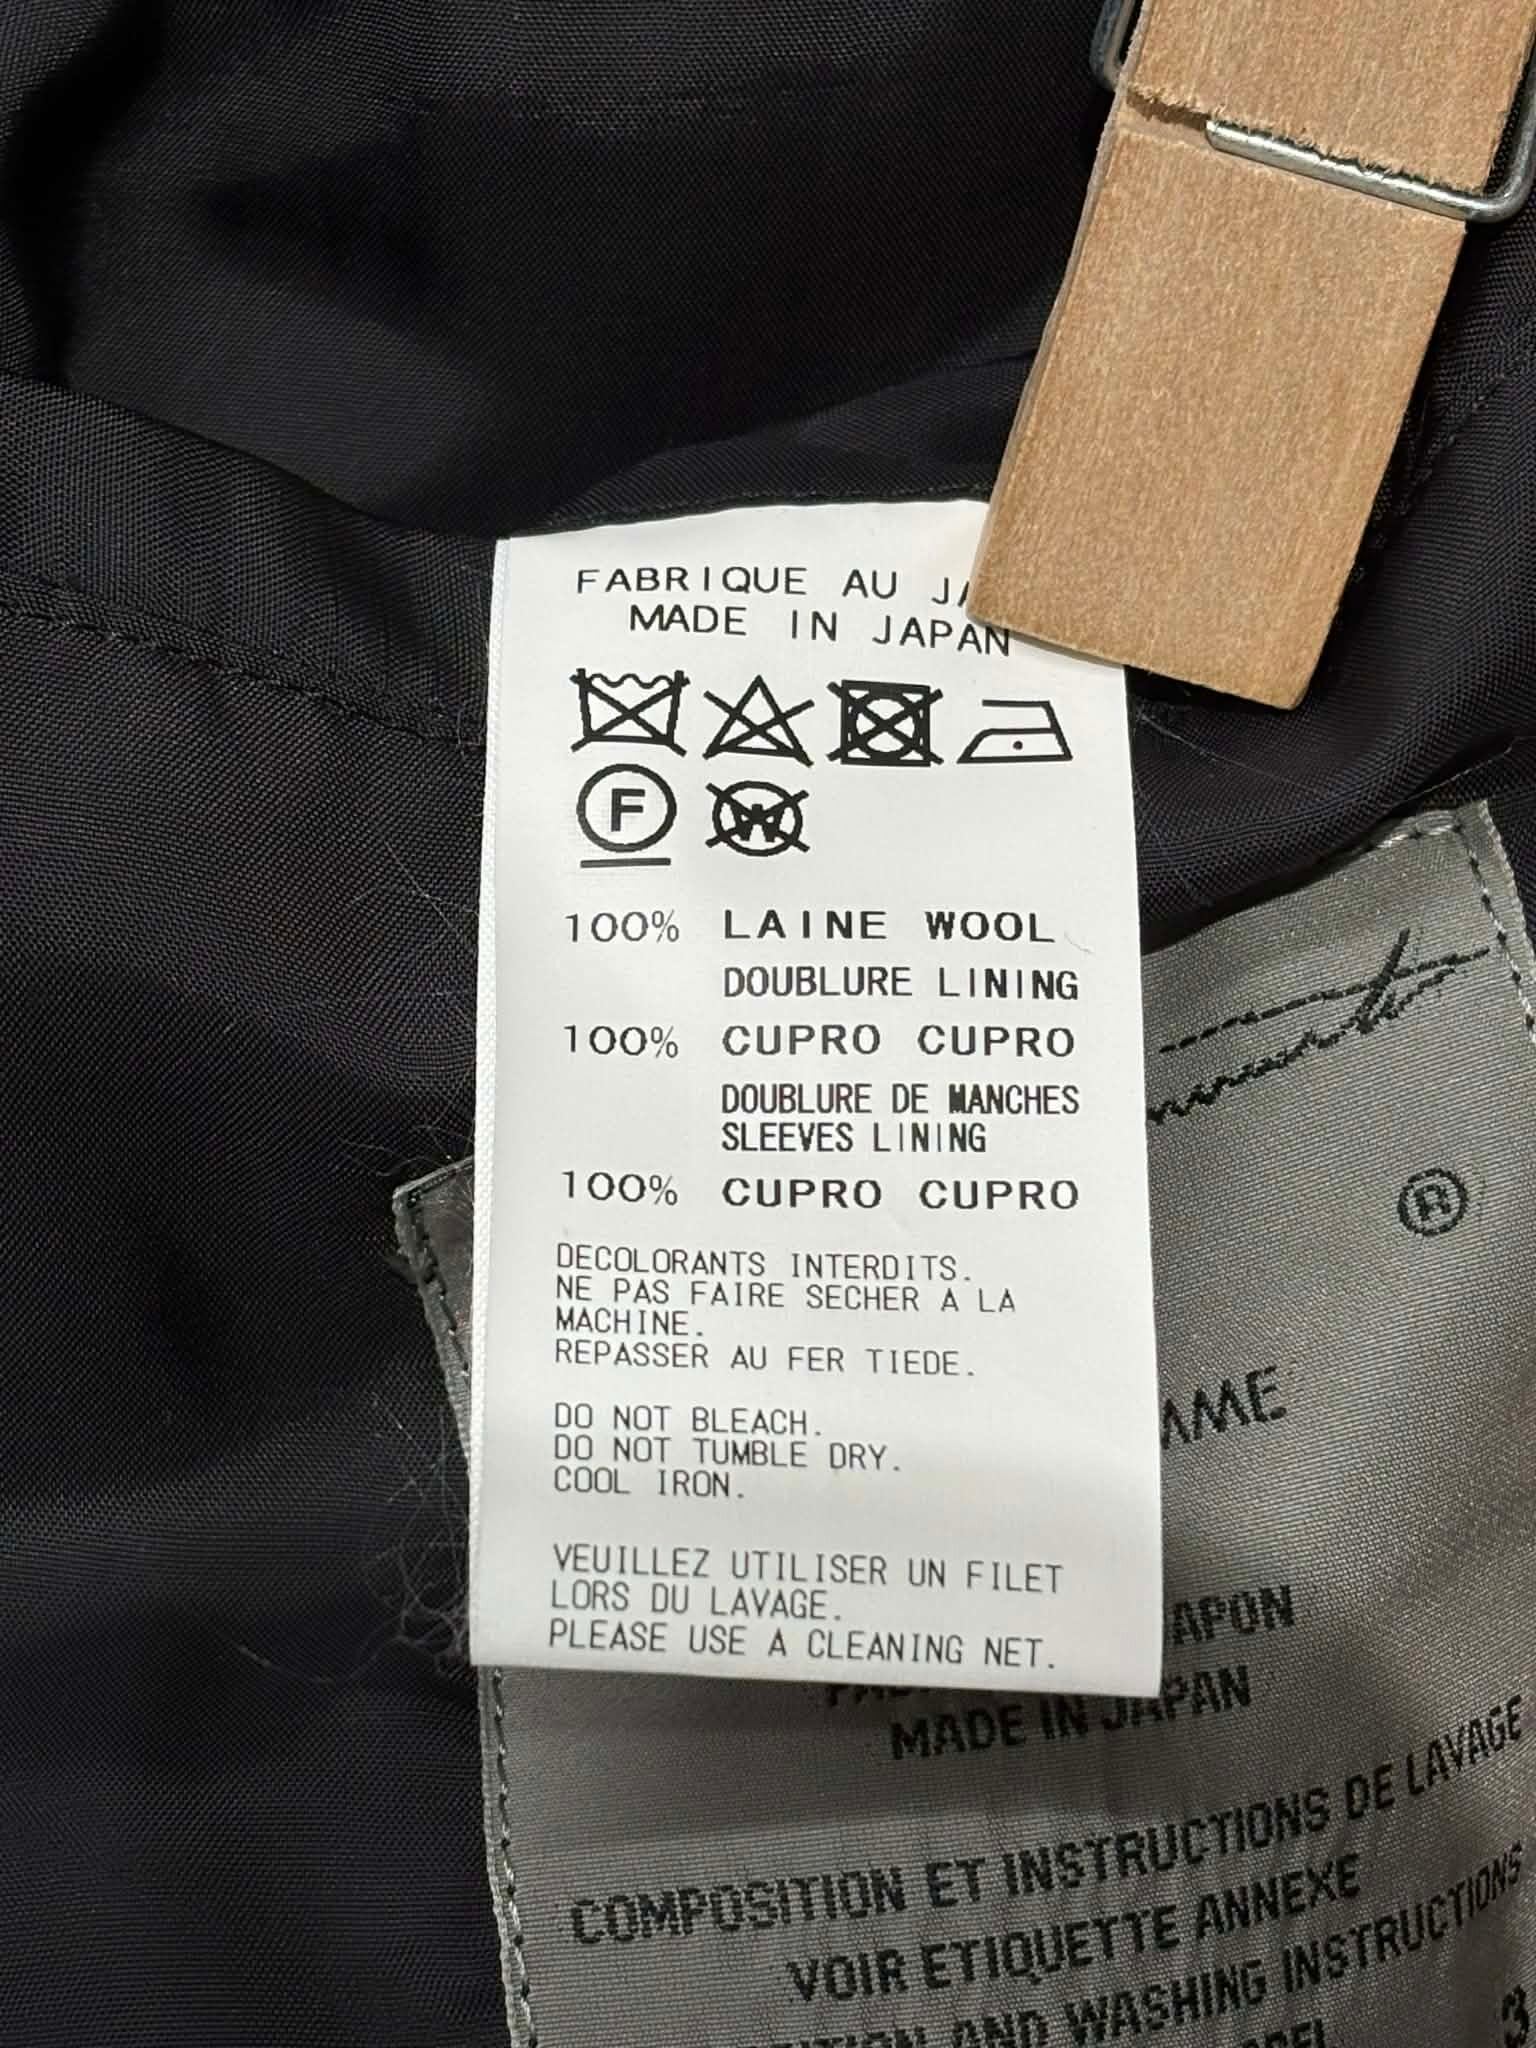 FABRIQUE AU
MADE IN JAPAN
F
W
100% LAINE WOOL
DOUBLURE LINING
100% CUPRO CUPRO
DOUBLURE DE MANCHES
SLEEVES LINING
100% CUPRO CUPRO
DECOLORANTS INTERDITS.
NE PAS FAIRE SECHER A LA
MACHINE.
REPASSER AU FER TIEDE.
DO NOT BLEACH.
DO NOT TUMBLE DRY.
COOL IRON.
VEUILLEZ UTILISER UN FILET
LORS DU LAVAGE.
PLEASE USE A CLEANING NET.
®
MADE IN JAPAN
COMPOSITION ET INSTRUCTIONS DE LAVAGE
VOIR ETIQUETTE ANNEXE
AND WASHING INSTRUCTIONS
3